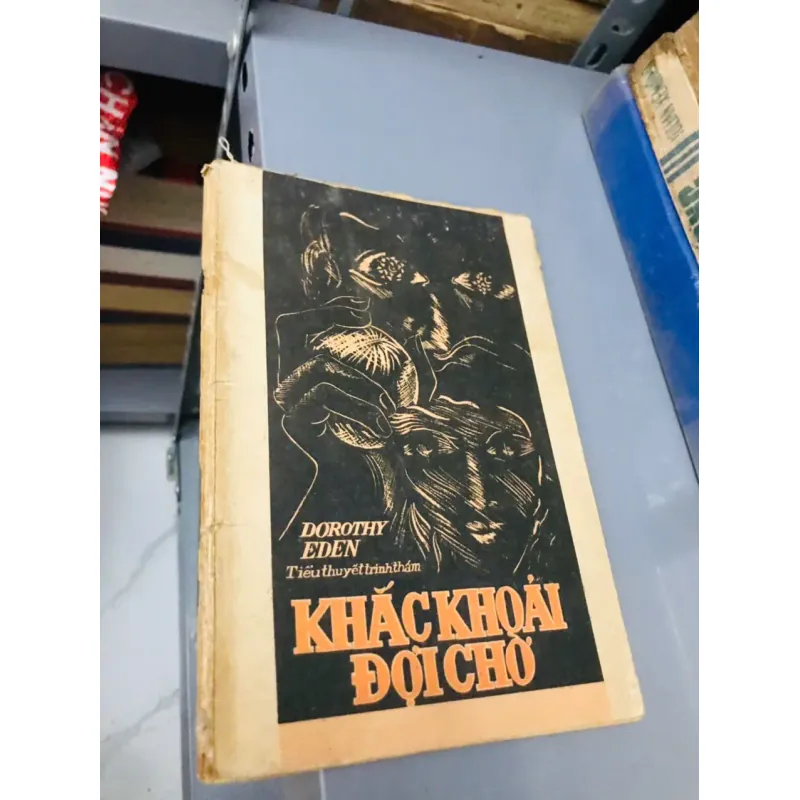 DOROTHY
EDEN
Tiểu thuyết trinh thám
KHẮC KHOẢI
ĐỢI CHỜ